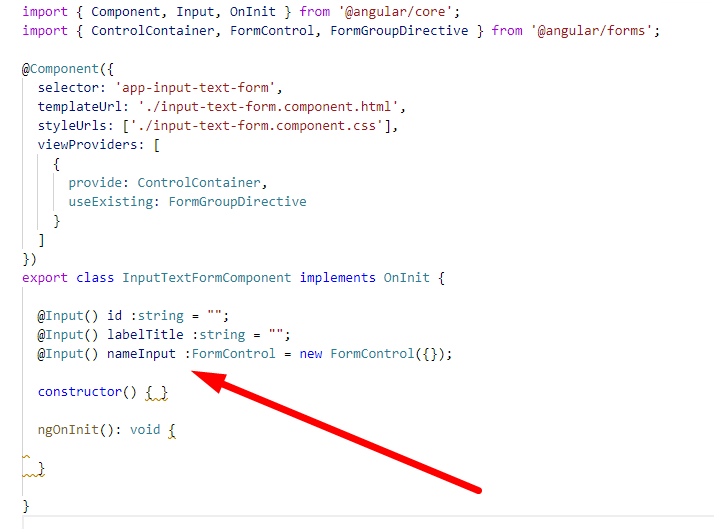 import { Component, Input, OnInit } from '@angular/core';
import { ControlContainer, FormControl, FormGroupDirective } from '@angular/forms';
@Component({
selector: 'app-input-text-form',
templateUrl: './input-text-form.component.html',
styleUrls: ['./input-text-form.component.css'],
viewProviders: [
{
provide: ControlContainer,
useExisting: FormGroupDirective
}
]
})
export class InputTextFormComponent implements OnInit {
@Input() id :string = "";
@Input() labelTitle :string = "";
@Input() nameInput :FormControl = new FormControl({});
constructor() { }
ngOnInit(): void {
}
}